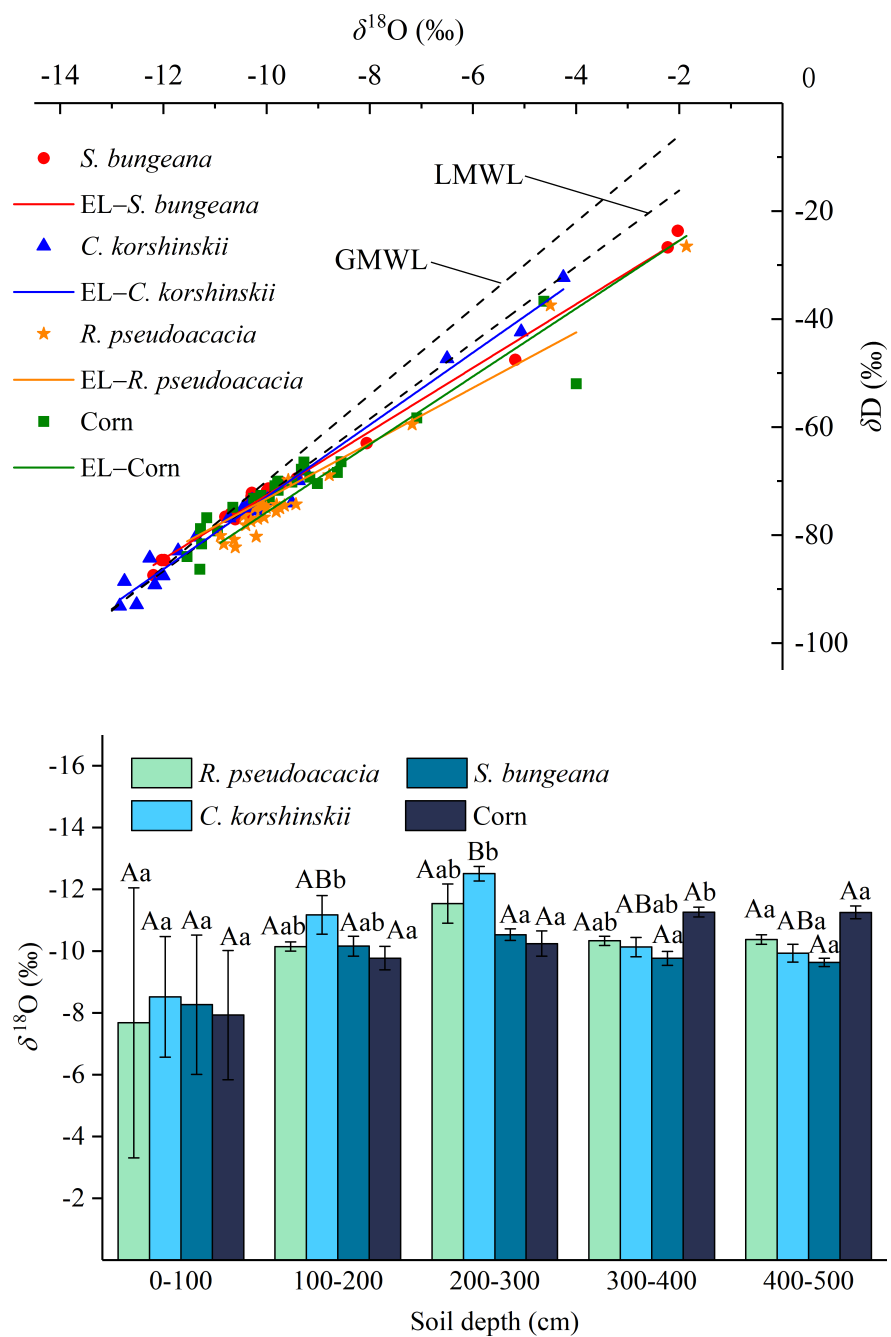 δ¹⁸O (‰)
-14 -12 -10 -8 -6 -4 -2 0
S. bungeana
EL–S. bungeana
C. korshinskii
EL–C. korshinskii
R. pseudoacacia
EL–R. pseudoacacia
Corn
EL–Corn
LMWL
GMWL
-20
-40
-60
-80
-100
δD (‰)
R. pseudoacacia S. bungeana
C. korshinskii Corn
-16
-14
-12
-10
-8
-6
-4
-2
δ¹⁸O (‰)
Aa Aa Aa Aa
Aab ABb Aab Aa
Aab Bb Aa Aa
Aab ABab Aa Ab
Aa ABa Aa Aa
0-100 100-200 200-300 300-400 400-500
Soil depth (cm)